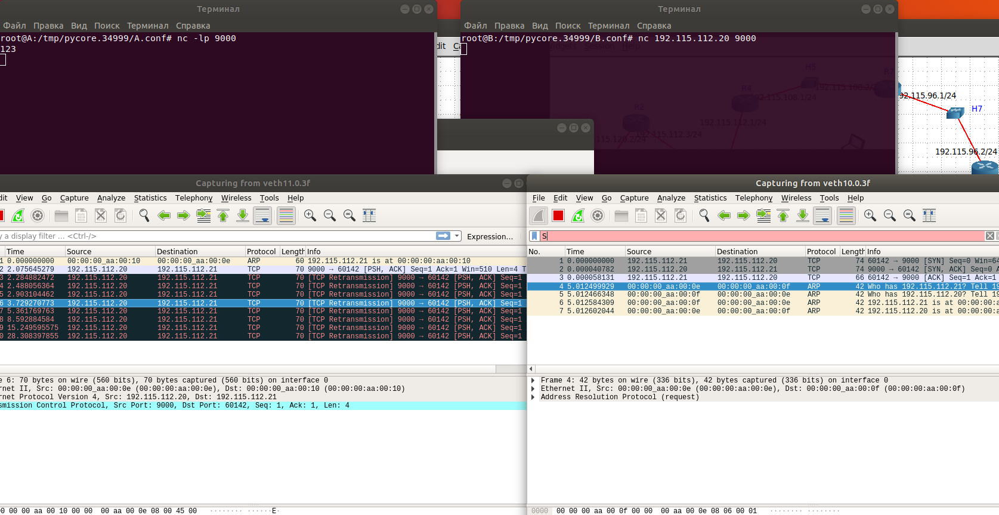 Терминал
Файл Правка Вид Поиск Терминал Справка
root@A:/tmp/pycore.34999/A.conf# nc -lp 9000
123
Терминал
Файл Правка Вид Поиск Терминал Справка
root@B:/tmp/pycore.34999/B.conf# nc 192.115.112.20 9000
dit
Widgets Session Help
H5
R7
R4
192.115.108.1/24
R2
192.115.112.1/24
192.115.112.3/24
115.120.2/24
92.115.96.1/24
H7
192.115.96.2/24
Capturing from veth11.0.3f
dit View Go Capture Analyze Statistics Telephony Wireless Tools Help
y a display filter ... <Ctrl-/>
Expression...
Time Source Destination Protocol Length Info
1 0.000000000 00:00:00_aa:00:10 00:00:00_aa:00:0e ARP 60 192.115.112.21 is at 00:00:00:aa:00:10
2 2.075645279 192.115.112.20 192.115.112.21 TCP 70 9000 → 60142 [PSH, ACK] Seq=1 Ack=1 Win=510 Len=4 T
3 2.284882472 192.115.112.20 192.115.112.21 TCP 70 [TCP Retransmission] 9000 → 60142 [PSH, ACK] Seq=1
4 2.488056364 192.115.112.20 192.115.112.21 TCP 70 [TCP Retransmission] 9000 → 60142 [PSH, ACK] Seq=1
5 2.903104462 192.115.112.20 192.115.112.21 TCP 70 [TCP Retransmission] 9000 → 60142 [PSH, ACK] Seq=1
6 3.729270773 192.115.112.20 192.115.112.21 TCP 70 [TCP Retransmission] 9000 → 60142 [PSH, ACK] Seq=1
7 5.361769763 192.115.112.20 192.115.112.21 TCP 70 [TCP Retransmission] 9000 → 60142 [PSH, ACK] Seq=1
8 8.592884584 192.115.112.20 192.115.112.21 TCP 70 [TCP Retransmission] 9000 → 60142 [PSH, ACK] Seq=1
9 15.249595575 192.115.112.20 192.115.112.21 TCP 70 [TCP Retransmission] 9000 → 60142 [PSH, ACK] Seq=1
0 28.308397855 192.115.112.20 192.115.112.21 TCP 70 [TCP Retransmission] 9000 → 60142 [PSH, ACK] Seq=1
e 6: 70 bytes on wire (560 bits), 70 bytes captured (560 bits) on interface 0
rnet II, Src: 00:00:00_aa:00:0e (00:00:00:aa:00:0e), Dst: 00:00:00_aa:00:10 (00:00:00:aa:00:10)
rnet Protocol Version 4, Src: 192.115.112.20, Dst: 192.115.112.21
smission Control Protocol, Src Port: 9000, Dst Port: 60142, Seq: 1, Ack: 1, Len: 4
00 00 00 aa 00 10 00 00 00 aa 00 0e 08 00 45 00 ········ ······E·
Capturing from veth10.0.3f
File Edit View Go Capture Analyze Statistics Telephony Wireless Tools Help
S
No. Time Source Destination Protocol Length Info
1 0.000000000 192.115.112.21 192.115.112.20 TCP 74 60142 → 9000 [SYN] Seq=0 Win=64
2 0.000040782 192.115.112.20 192.115.112.21 TCP 74 9000 → 60142 [SYN, ACK] Seq=0 A
3 0.000058131 192.115.112.21 192.115.112.20 TCP 66 60142 → 9000 [ACK] Seq=1 Ack=1
4 5.012499929 00:00:00_aa:00:0e 00:00:00_aa:00:0f ARP 42 Who has 192.115.112.21? Tell 19
5 5.012466348 00:00:00_aa:00:0f 00:00:00_aa:00:0e ARP 42 Who has 192.115.112.20? Tell 19
6 5.012584309 00:00:00_aa:00:0f 00:00:00_aa:00:0e ARP 42 192.115.112.21 is at 00:00:00:a
7 5.012602044 00:00:00_aa:00:0e 00:00:00_aa:00:0f ARP 42 192.115.112.20 is at 00:00:00:a
Frame 4: 42 bytes on wire (336 bits), 42 bytes captured (336 bits) on interface 0
Ethernet II, Src: 00:00:00_aa:00:0e (00:00:00:aa:00:0e), Dst: 00:00:00_aa:00:0f (00:00:00:aa:00:0f)
Address Resolution Protocol (request)
0000 00 00 00 aa 00 0f 00 00 00 aa 00 0e 08 06 00 01 ········ ········